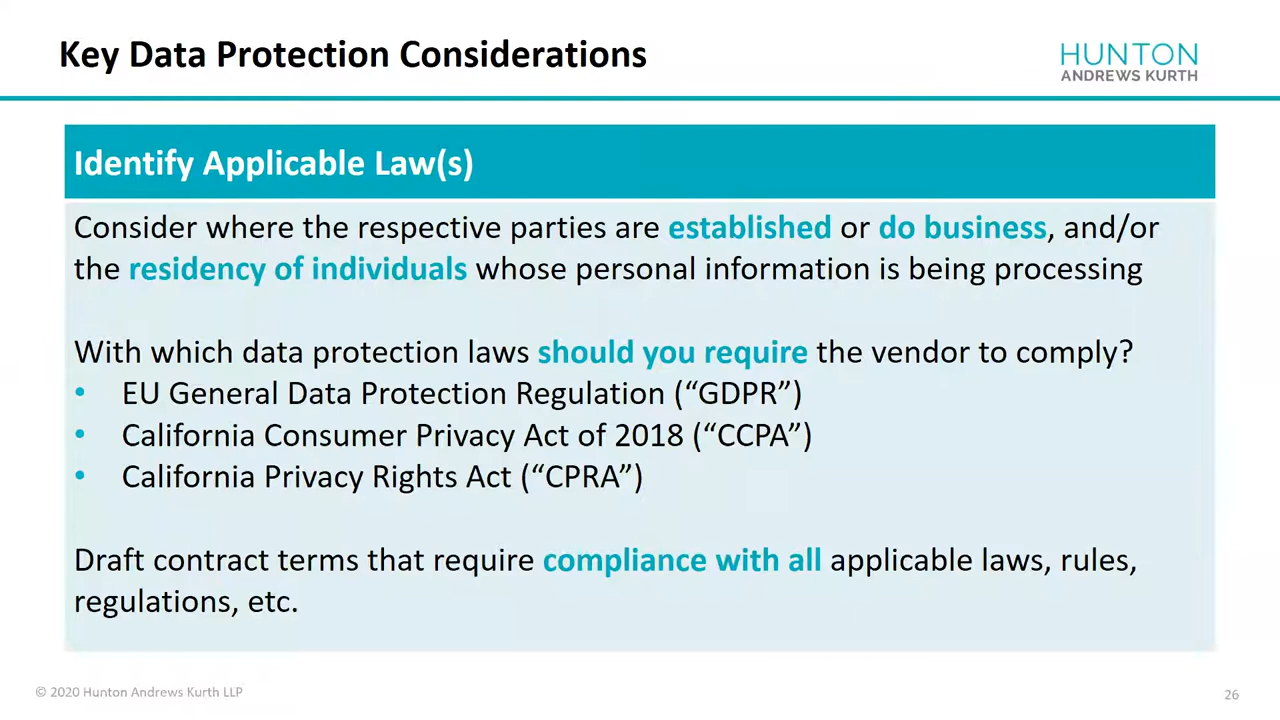 Key Data Protection Considerations
HUNTON
ANDREWS KURTH
Identify Applicable Law(s)
Consider where the respective parties are established or do business, and/or
the residency of individuals whose personal information is being processing
With which data protection laws should you require the vendor to comply?
• EU General Data Protection Regulation (“GDPR”)
• California Consumer Privacy Act of 2018 (“CCPA”)
• California Privacy Rights Act (“CPRA”)
Draft contract terms that require compliance with all applicable laws, rules,
regulations, etc.
© 2020 Hunton Andrews Kurth LLP
26